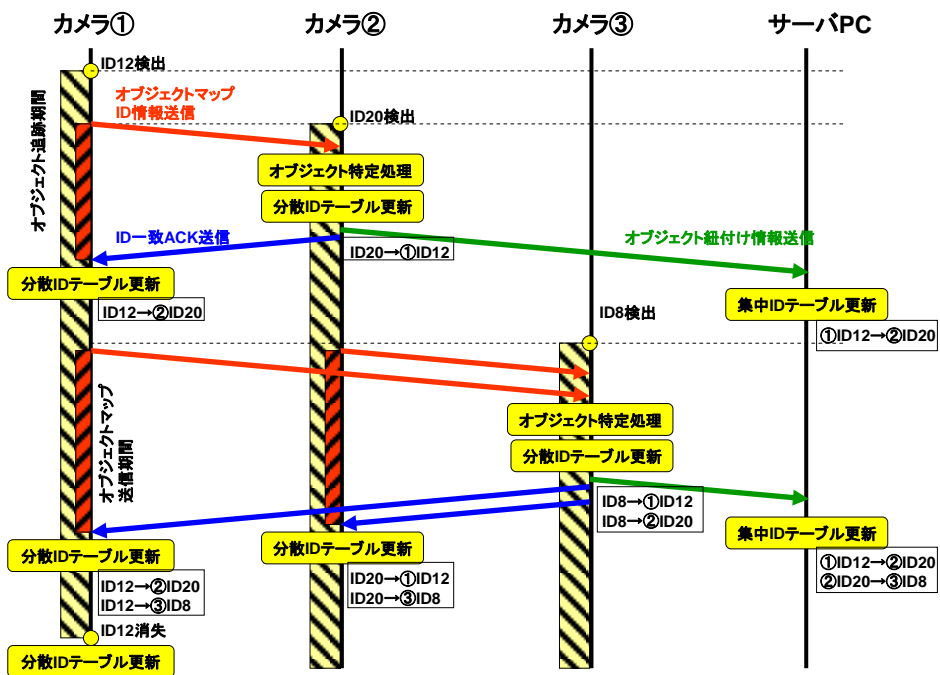 カメラ①
カメラ②
カメラ③
サーバPC
ID12検出
オブジェクトマップ
ID情報送信
ID20検出
オブジェクト追跡期間
オブジェクト特定処理
分散IDテーブル更新
ID一致ACK送信
オブジェクト紐付け情報送信
ID20→①ID12
分散IDテーブル更新
ID12→②ID20
集中IDテーブル更新
①ID12→②ID20
ID8検出
オブジェクトマップ
送信期間
オブジェクト特定処理
分散IDテーブル更新
ID8→①ID12
ID8→②ID20
分散IDテーブル更新
ID12→②ID20
ID12→③ID8
分散IDテーブル更新
ID20→①ID12
ID20→③ID8
集中IDテーブル更新
①ID12→②ID20
②ID20→③ID8
ID12消失
分散IDテーブル更新